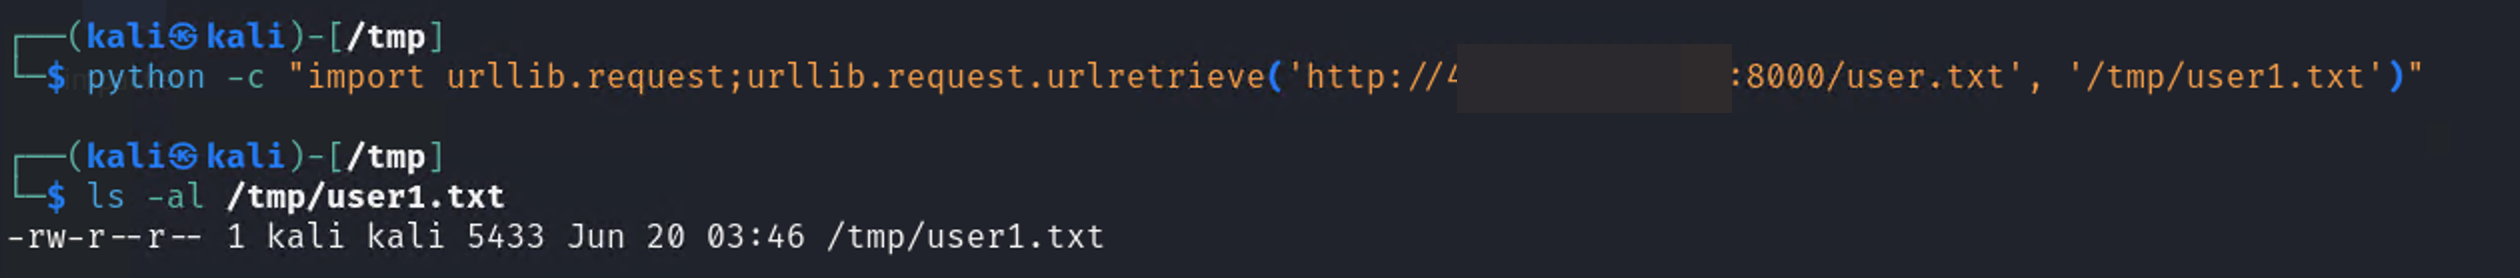 ┌──(kali㉿kali)-[/tmp]
└─$ python -c "import urllib.request;urllib.request.urlretrieve('http://4 :8000/user.txt', '/tmp/user1.txt')"
┌──(kali㉿kali)-[/tmp]
└─$ ls -al /tmp/user1.txt
-rw-r--r-- 1 kali kali 5433 Jun 20 03:46 /tmp/user1.txt